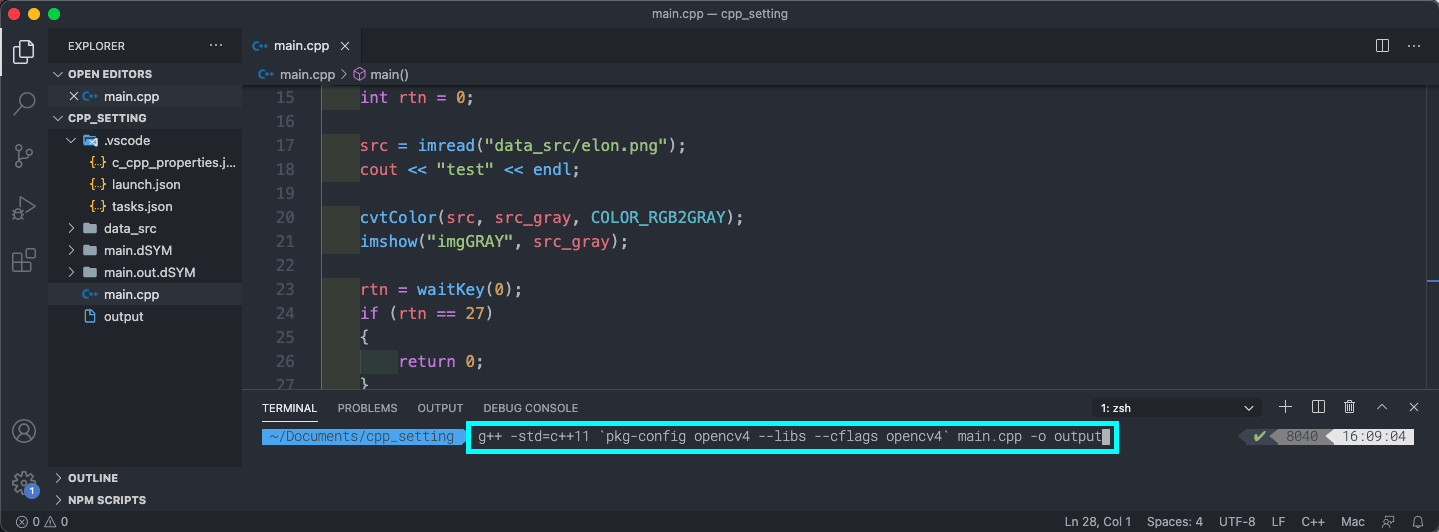 main.cpp — cpp_setting
EXPLORER ···
main.cpp ×
OPEN EDITORS
main.cpp > main()
× main.cpp
CPP_SETTING
.vscode
c_cpp_properties.j...
launch.json
tasks.json
data_src
main.dSYM
main.out.dSYM
main.cpp
output
15 int rtn = 0;
16
17 src = imread("data_src/elon.png");
18 cout << "test" << endl;
19
20 cvtColor(src, src_gray, COLOR_RGB2GRAY);
21 imshow("imgGRAY", src_gray);
22
23 rtn = waitKey(0);
24 if (rtn == 27)
25 {
26 return 0;
27 }
TERMINAL PROBLEMS OUTPUT DEBUG CONSOLE 1: zsh
~/Documents/cpp_setting g++ -std=c++11 `pkg-config opencv4 --libs --cflags opencv4` main.cpp -o output ✔ 8040 16:09:04
OUTLINE
NPM SCRIPTS
1
0 0 Ln 28, Col 1 Spaces: 4 UTF-8 LF C++ Mac